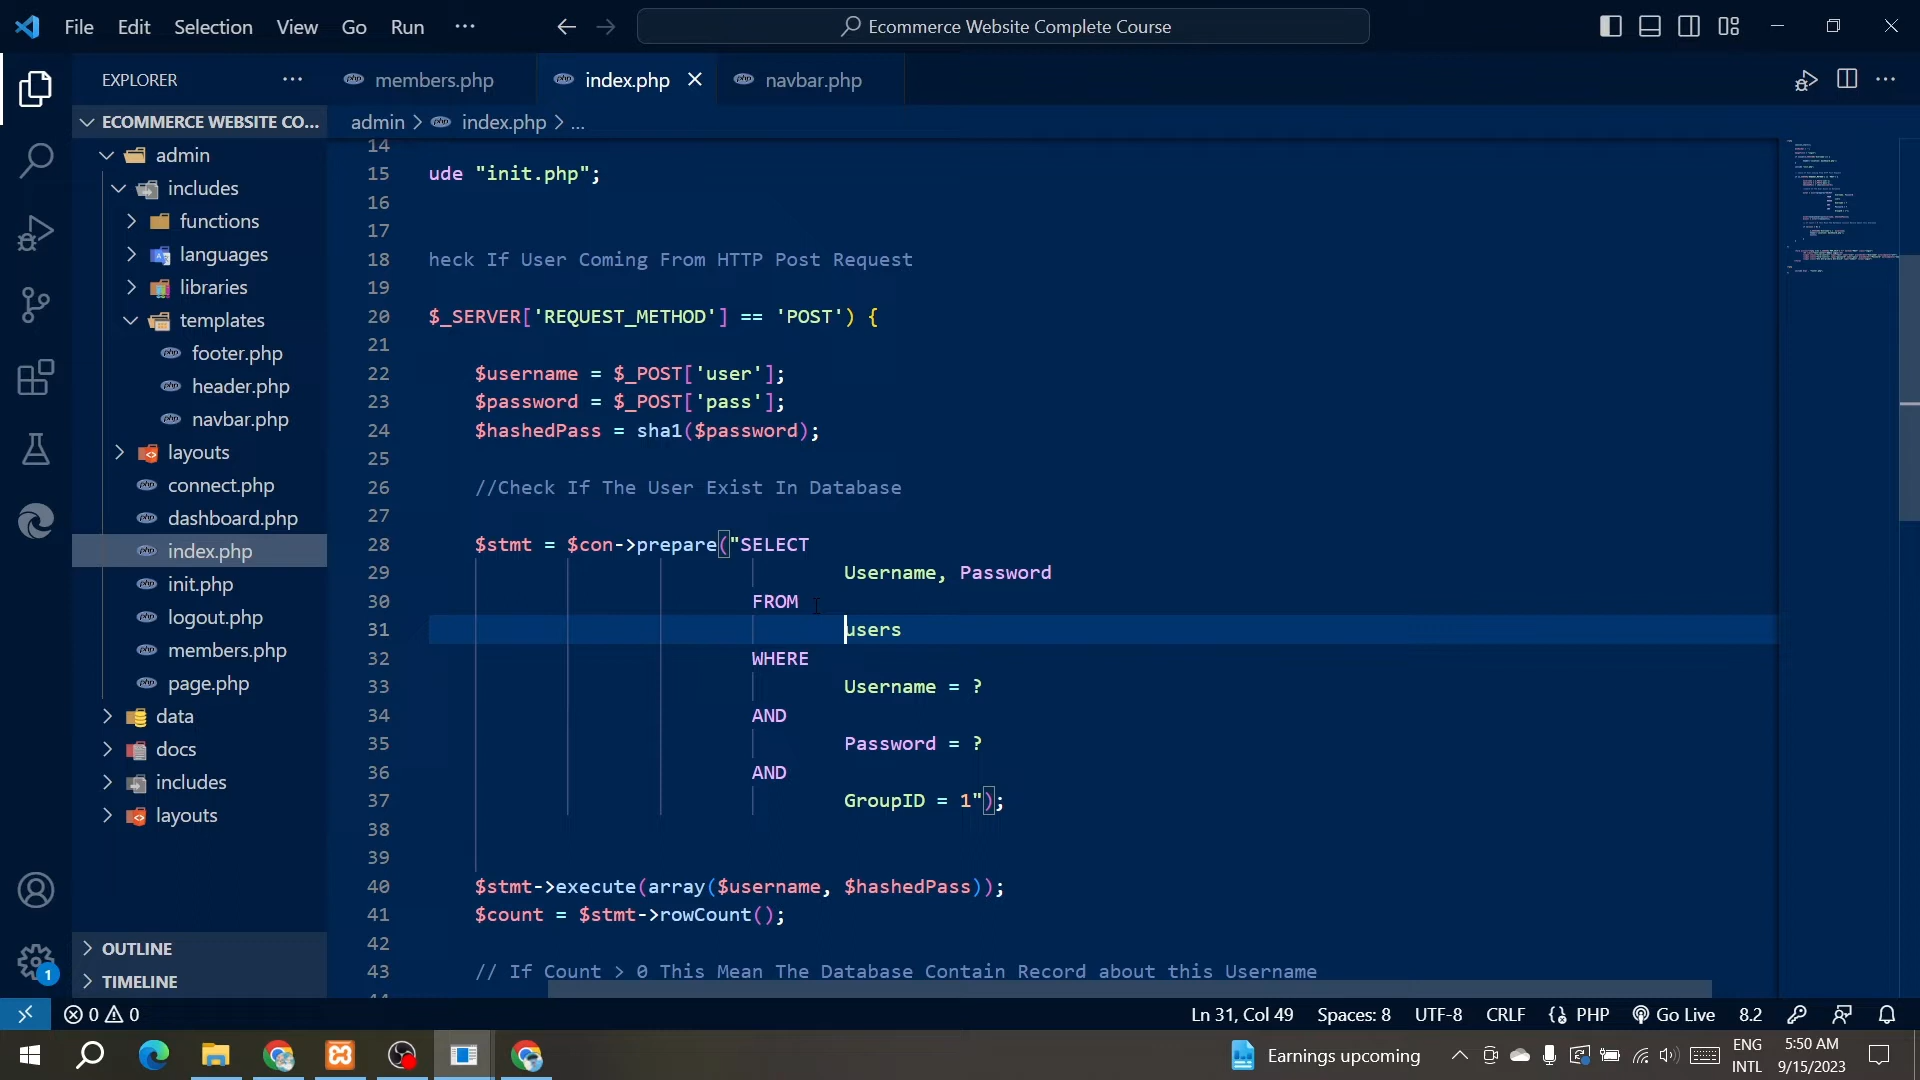 File Edit Selection View Go Run ··· Ecommerce Website Complete Course
EXPLORER ···
members.php index.php navbar.php ···
ECOMMERCE WEBSITE CO...
admin > index.php > ...
admin
includes
functions
languages
libraries
templates
footer.php
header.php
navbar.php
layouts
connect.php
dashboard.php
index.php
init.php
logout.php
members.php
page.php
data
docs
includes
layouts
OUTLINE
TIMELINE
14
15 ude "init.php";
16
17
18 heck If User Coming From HTTP Post Request
19
20 $_SERVER['REQUEST_METHOD'] == 'POST') {
21
22 $username = $_POST['user'];
23 $password = $_POST['pass'];
24 $hashedPass = sha1($password);
25
26 //Check If The User Exist In Database
27
28 $stmt = $con->prepare("SELECT
29 Username, Password
30 FROM
31 users
32 WHERE
33 Username = ?
34 AND
35 Password = ?
36 AND
37 GroupID = 1");
38
39
40 $stmt->execute(array($username, $hashedPass));
41 $count = $stmt->rowCount();
42
43 // If Count > 0 This Mean The Database Contain Record about this Username
1
0 0 Ln 31, Col 49 Spaces: 8 UTF-8 CRLF PHP Go Live 8.2
Earnings upcoming ENG 5:50 AM
INTL 9/15/2023